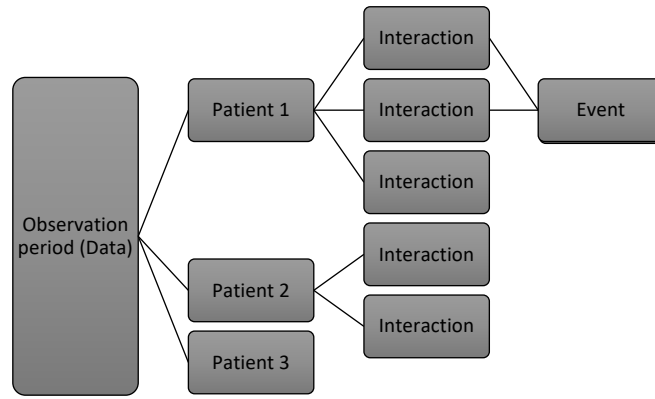 Observation
period (Data)
Patient 1
Interaction
Interaction
Interaction
Event
Patient 2
Interaction
Interaction
Patient 3